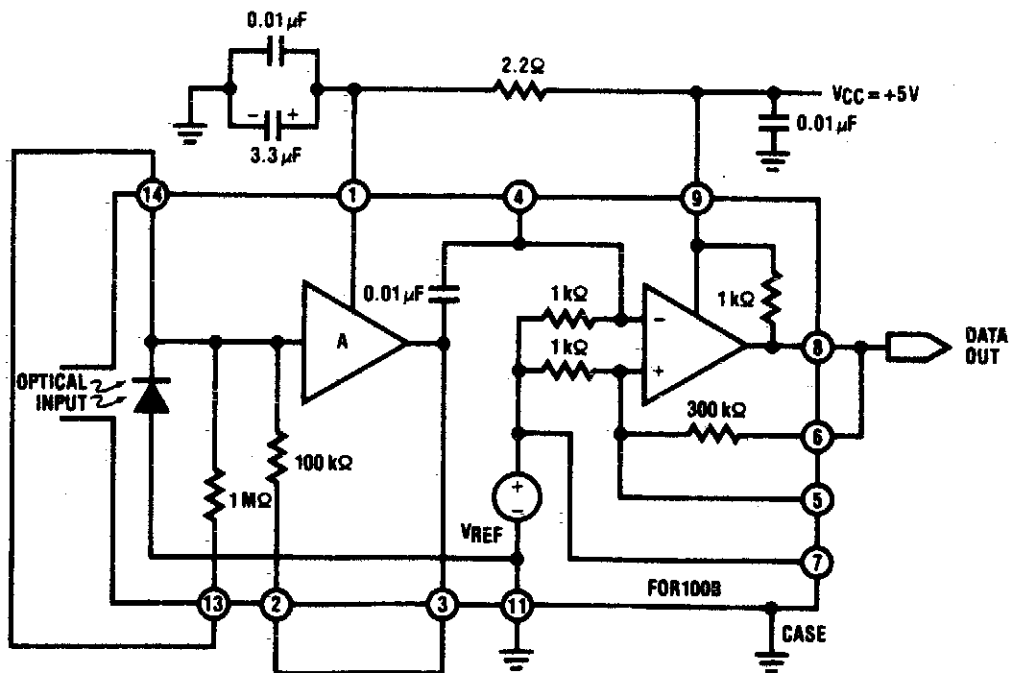 0.01 µF
2.2Ω
VCC = +5V
0.01 µF
− +
3.3 µF
14
1
4
9
0.01 µF
1 kΩ
1 kΩ
1 kΩ
A
−
+
8
DATA
OUT
OPTICAL
INPUT
300 kΩ
6
100 kΩ
1 MΩ
+
−
5
VREF
7
FOR100B
13
2
3
11
CASE